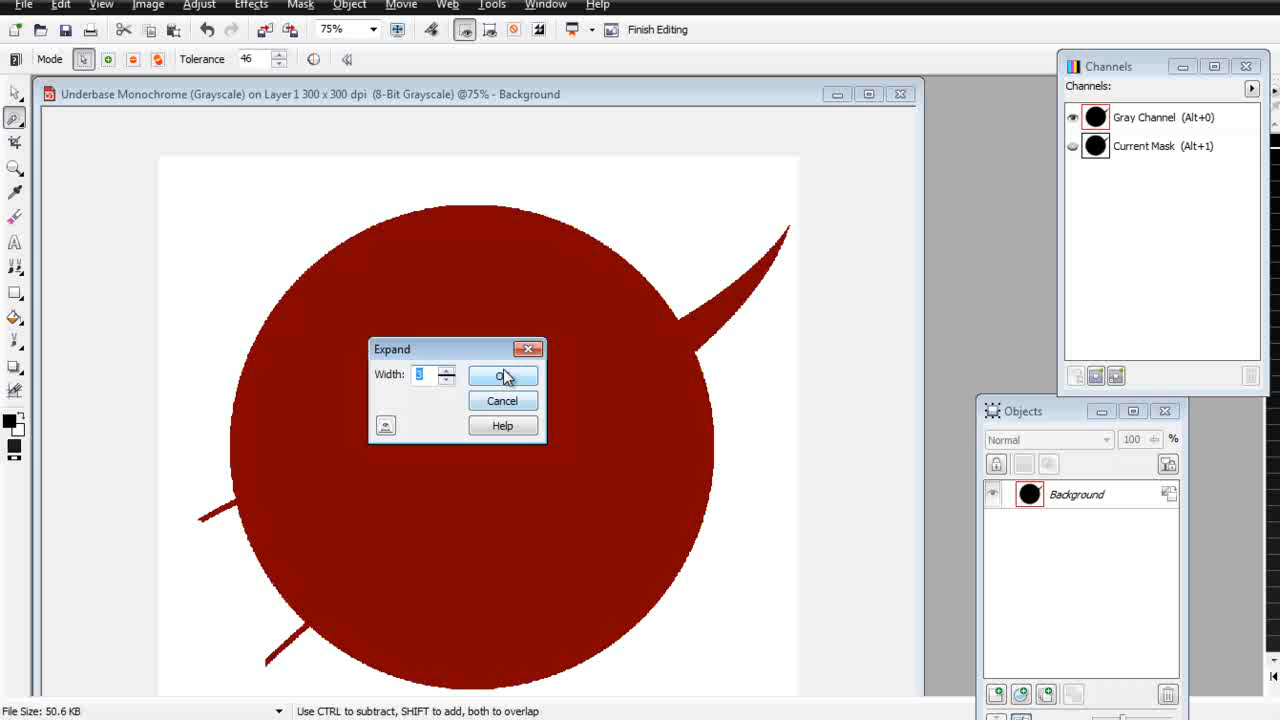 File Edit View Image Adjust Effects Mask Object Movie Web Tools Window Help
75% Finish Editing
Mode Tolerance 46
Underbase Monochrome (Grayscale) on Layer1 300 x 300 dpi (8-Bit Grayscale) @75% - Background
Channels
Channels:
Gray Channel (Alt+0)
Current Mask (Alt+1)
Expand
Width: 3
Cancel
Help
Objects
Normal 100 %
Background
File Size: 50.6 KB Use CTRL to subtract, SHIFT to add, both to overlap